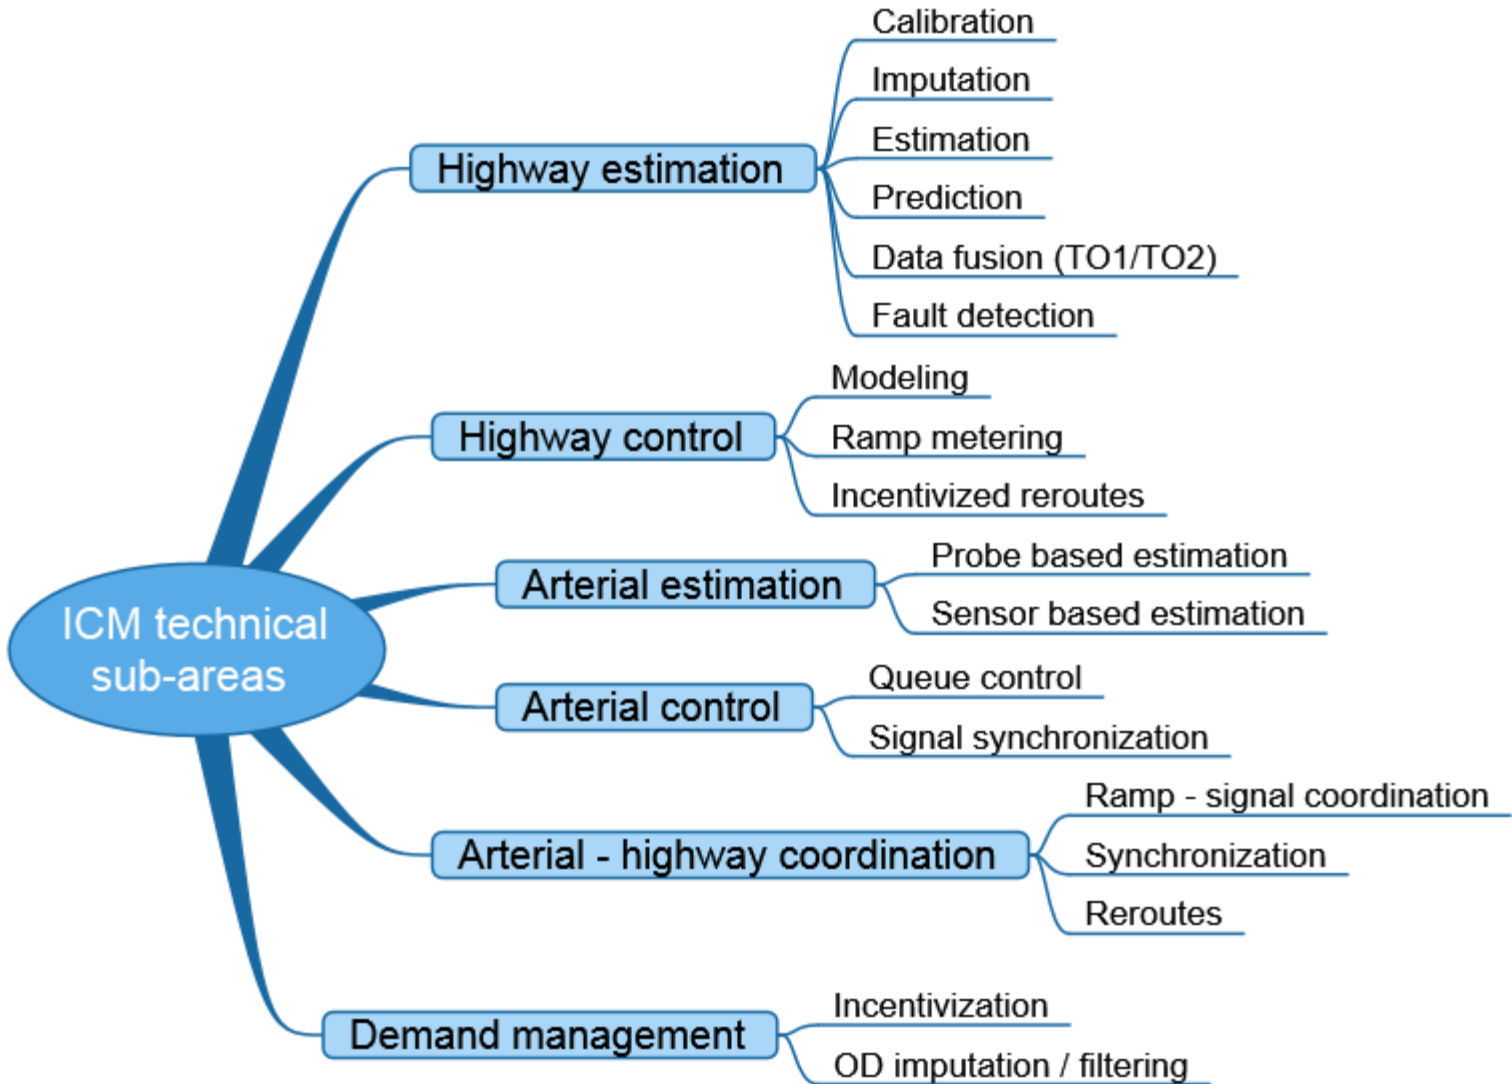 ICM technical
sub-areas
Highway estimation
Calibration
Imputation
Estimation
Prediction
Data fusion (TO1/TO2)
Fault detection
Highway control
Modeling
Ramp metering
Incentivized reroutes
Arterial estimation
Probe based estimation
Sensor based estimation
Arterial control
Queue control
Signal synchronization
Arterial - highway coordination
Ramp - signal coordination
Synchronization
Reroutes
Demand management
Incentivization
OD imputation / filtering